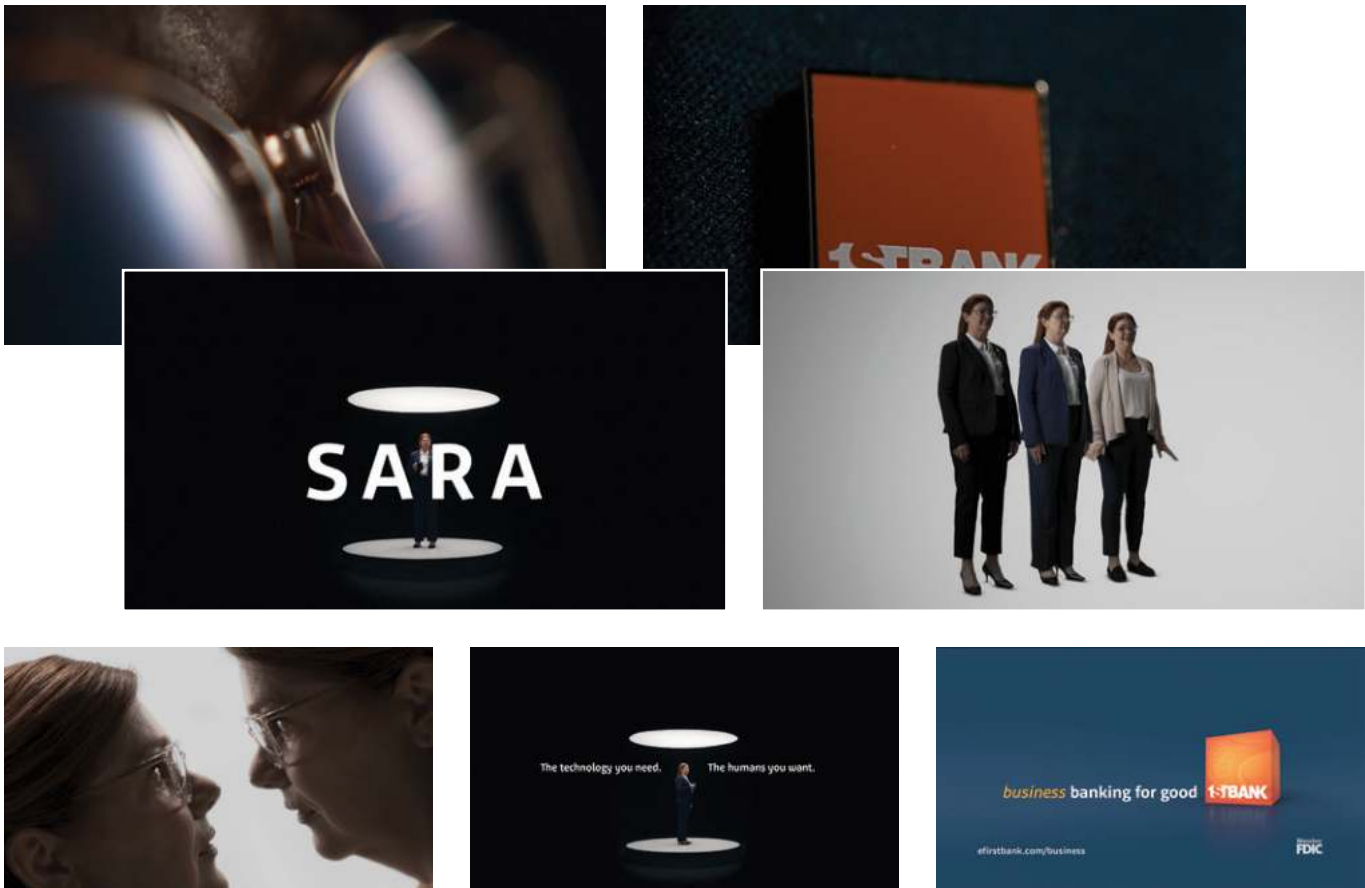 1STBANK
SARA
The technology you need. The humans you want.
business banking for good 1STBANK
efirstbank.com/business
Member
FDIC